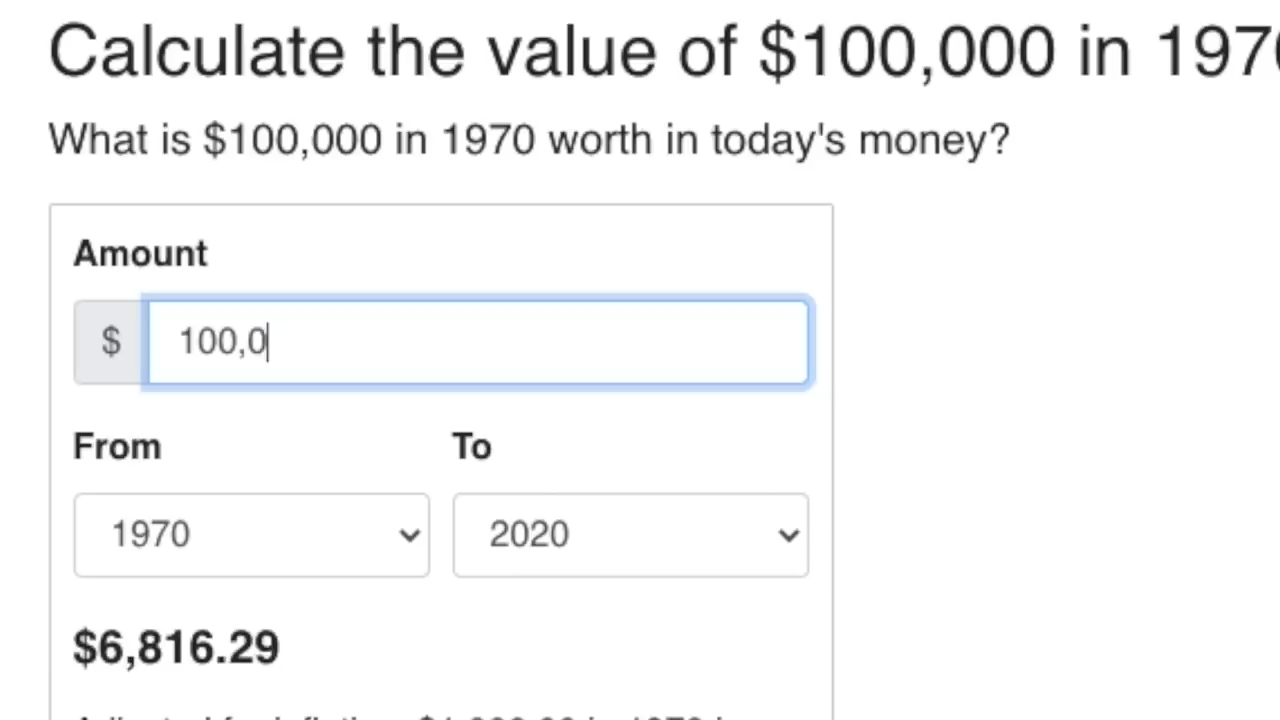 Calculate the value of $100,000 in 197
What is $100,000 in 1970 worth in today's money?
Amount
$ 100,0
From To
1970 2020
$6,816.29